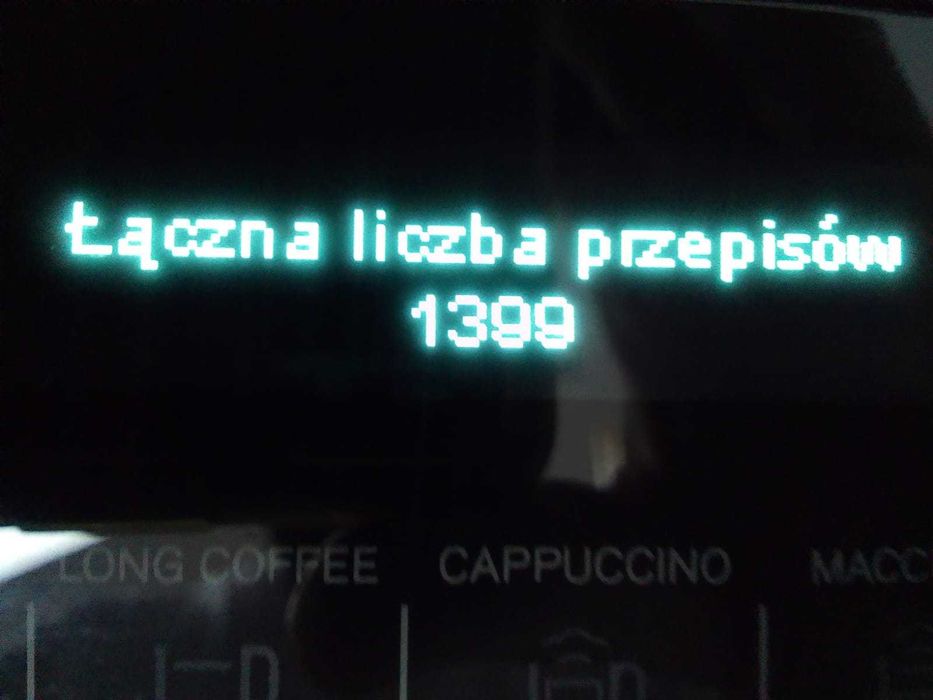 Łączna liczba przepisów
1399
LONG COFFEE CAPPUCCINO